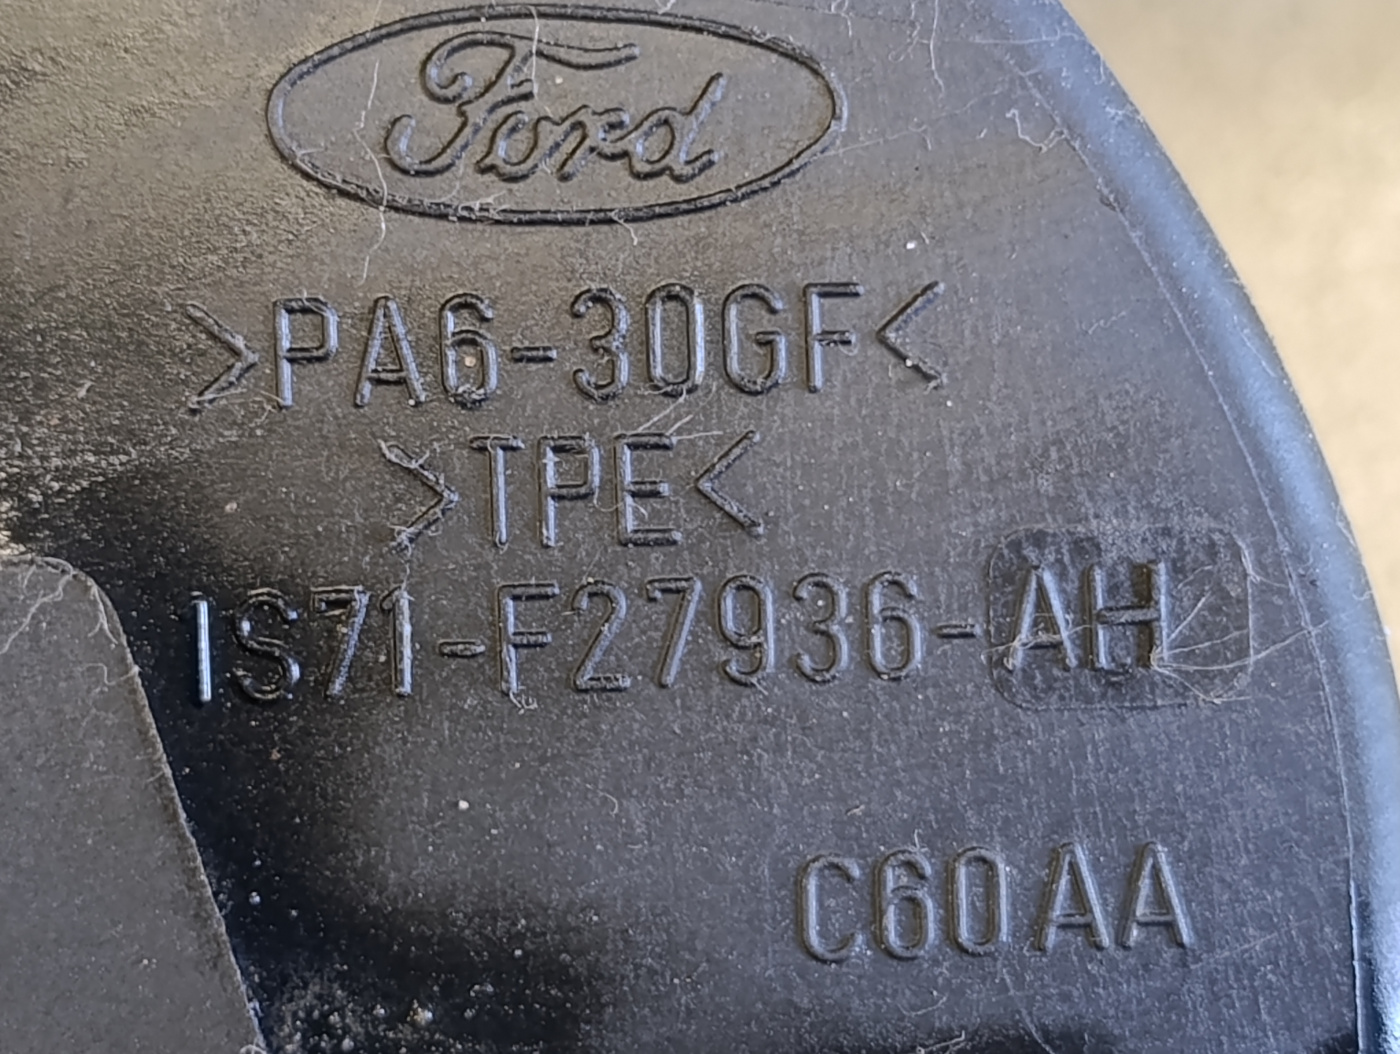 Ford
>PA6-30GF<
>TPE<
1S71-F27936-AH
C60AA